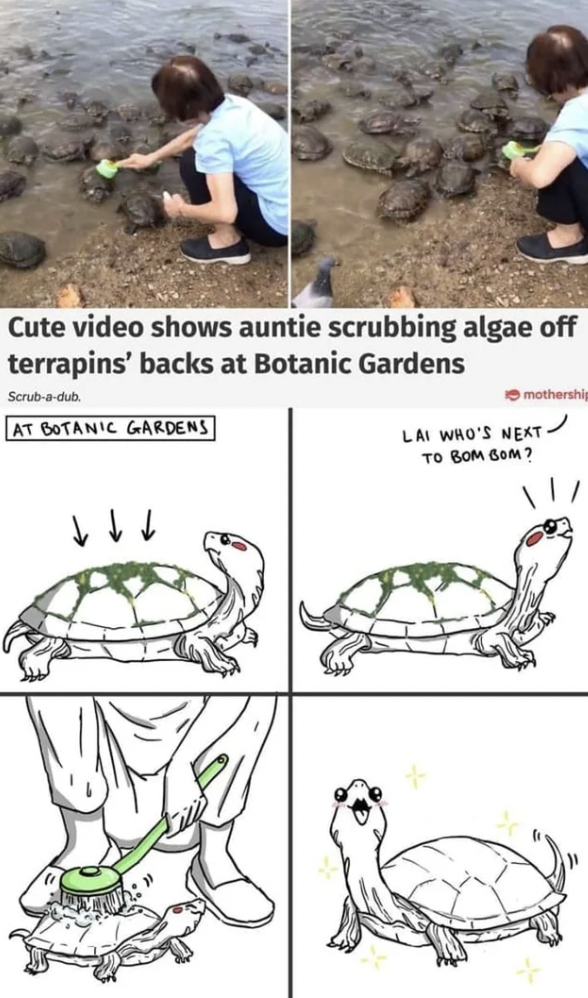 Cute video shows auntie scrubbing algae off
terrapins’ backs at Botanic Gardens
Scrub-a-dub.
mothership
AT BOTANIC GARDENS
LAI WHO'S NEXT
TO BOM BOM?